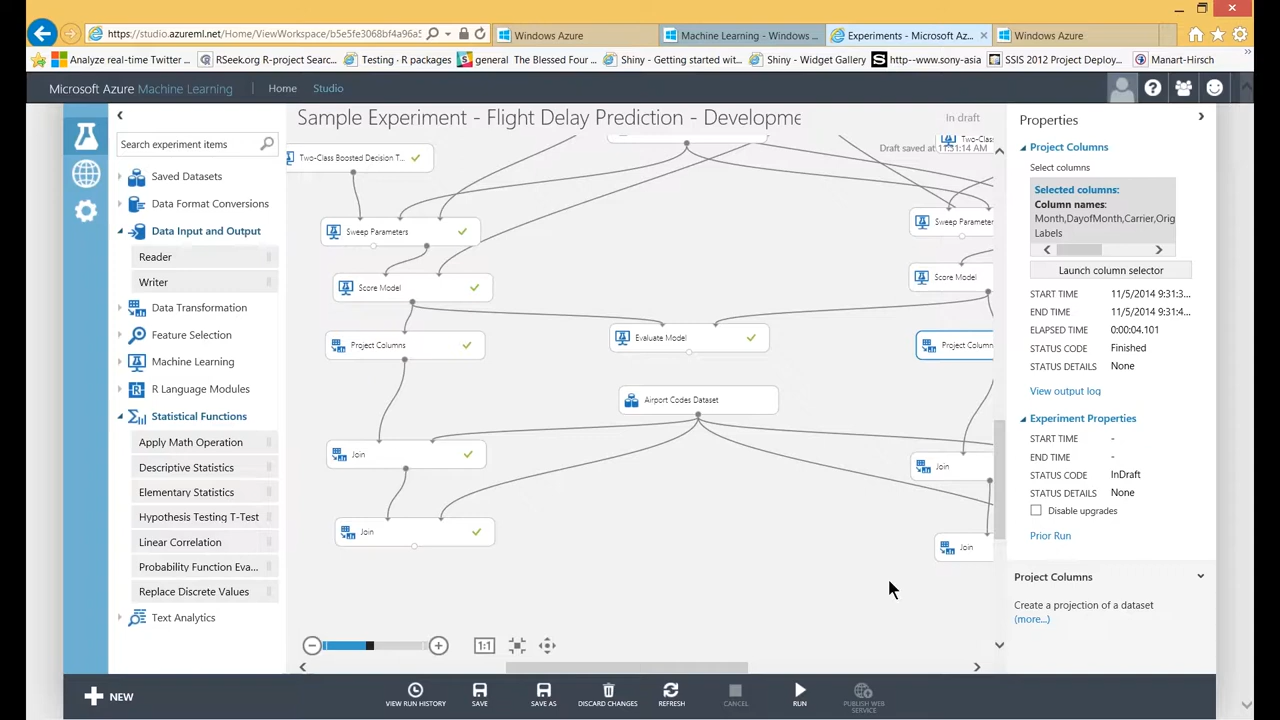 https://studio.azureml.net/Home/ViewWorkspace/b5e5fe3068bf4a96a5
Windows Azure
Machine Learning - Windows ...
Experiments - Microsoft Az...
Windows Azure
Analyze real-time Twitter ...
RSeek.org R-project Searc...
Testing · R packages
general
The Blessed Four ...
Shiny - Getting started wit...
Shiny - Widget Gallery
http--www.sony-asia
SSIS 2012 Project Deploy...
Manart-Hirsch
Microsoft Azure Machine Learning
Home
Studio
Search experiment items
Saved Datasets
Data Format Conversions
Data Input and Output
Reader
Writer
Data Transformation
Feature Selection
Machine Learning
R Language Modules
Statistical Functions
Apply Math Operation
Descriptive Statistics
Elementary Statistics
Hypothesis Testing T-Test
Linear Correlation
Probability Function Eva...
Replace Discrete Values
Text Analytics
Sample Experiment - Flight Delay Prediction - Developme
In draft
Draft saved at 11:31:14 AM
Two-Class
Two-Class Boosted Decision T...
Sweep Parameters
Sweep Parameter
Score Model
Score Model
Project Columns
Evaluate Model
Project Column
Airport Codes Dataset
Join
Join
Join
Join
1:1
Properties
Project Columns
Select columns
Selected columns:
Column names:
Month,DayofMonth,Carrier,Orig
Labels
Launch column selector
START TIME 11/5/2014 9:31:3...
END TIME 11/5/2014 9:31:4...
ELAPSED TIME 0:00:04.101
STATUS CODE Finished
STATUS DETAILS None
View output log
Experiment Properties
START TIME -
END TIME -
STATUS CODE InDraft
STATUS DETAILS None
Disable upgrades
Prior Run
Project Columns
Create a projection of a dataset
(more...)
NEW
VIEW RUN HISTORY
SAVE
SAVE AS
DISCARD CHANGES
REFRESH
CANCEL
RUN
PUBLISH WEB
SERVICE